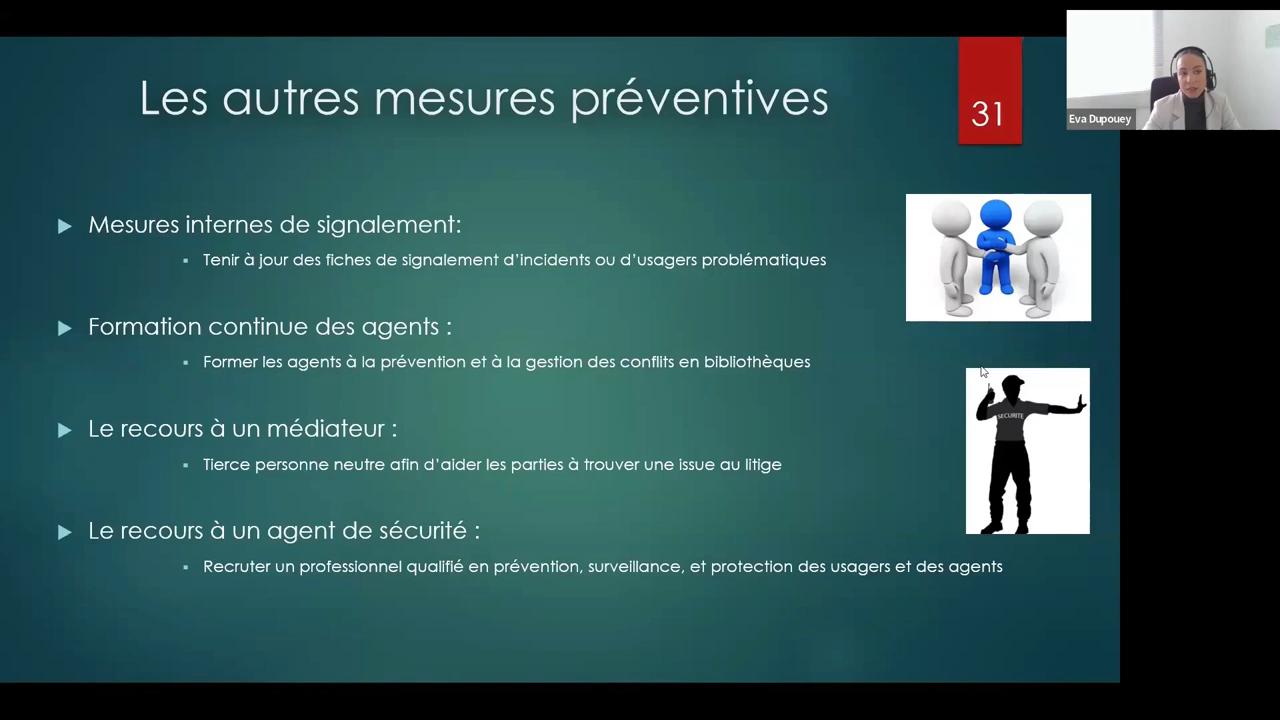 Les autres mesures préventives
31
Eva Dupouey
Mesures internes de signalement:
Tenir à jour des fiches de signalement d'incidents ou d'usagers problématiques
Formation continue des agents :
Former les agents à la prévention et à la gestion des conflits en bibliothèques
Le recours à un médiateur :
Tierce personne neutre afin d'aider les parties à trouver une issue au litige
SECURITE
Le recours à un agent de sécurité :
Recruter un professionnel qualifié en prévention, surveillance, et protection des usagers et des agents